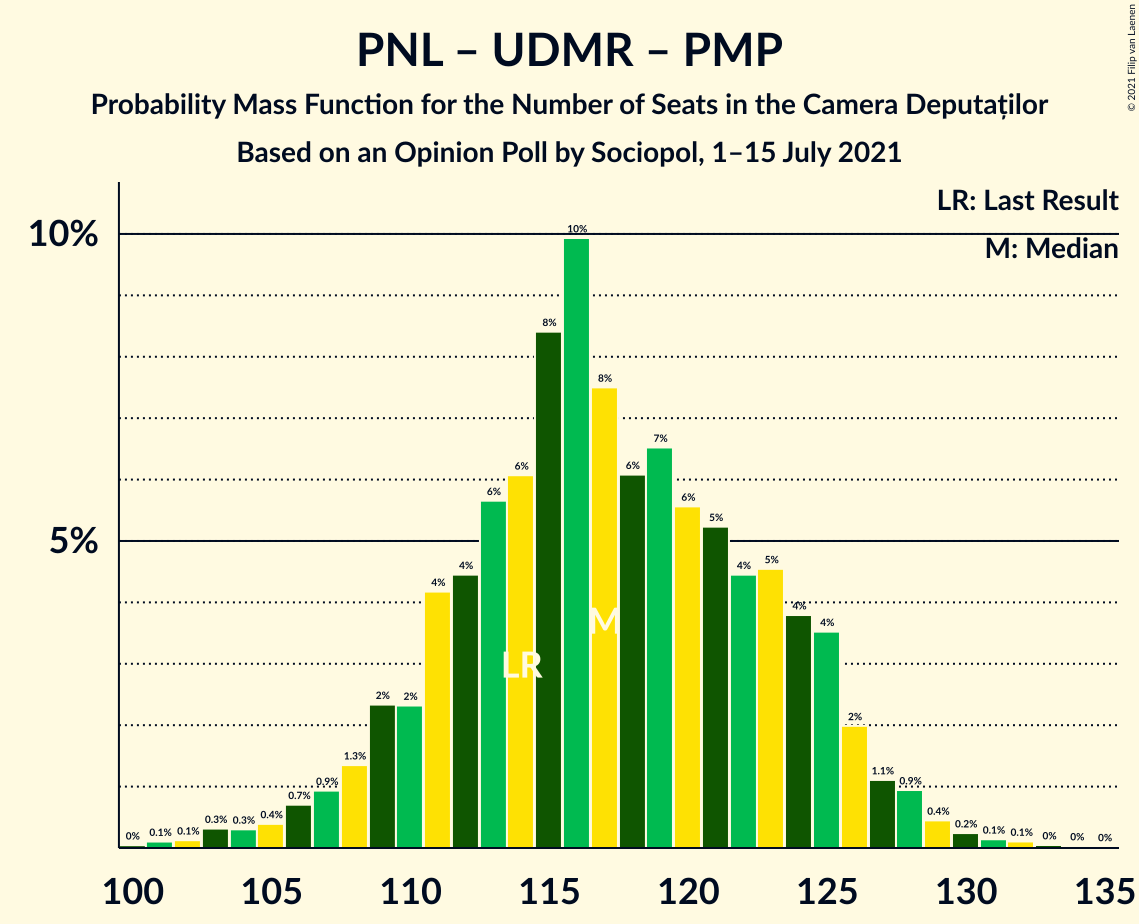 PNL – UDMR – PMP
Probability Mass Function for the Number of Seats in the Camera Deputaților
Based on an Opinion Poll by Sociopol, 1–15 July 2021
© 2021 Filip van Laenen
LR: Last Result
M: Median
10%
5%
0% 0.1% 0.1% 0.3% 0.3% 0.4% 0.7% 0.9% 1.3% 2% 2% 4% 4% 6% 6% 8% 10% 8% 6% 7% 6% 5% 4% 5% 4% 4% 2% 1.1% 0.9% 0.4% 0.2% 0.1% 0.1% 0% 0% 0%
M
LR
100 105 110 115 120 125 130 135